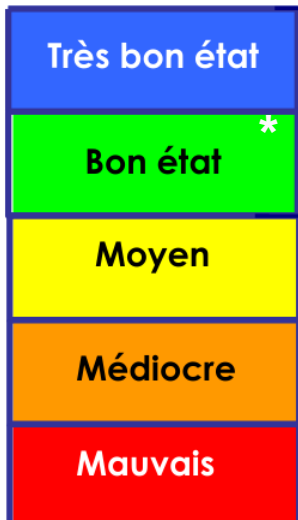 Très bon état
*
Bon état
Moyen
Médiocre
Mauvais